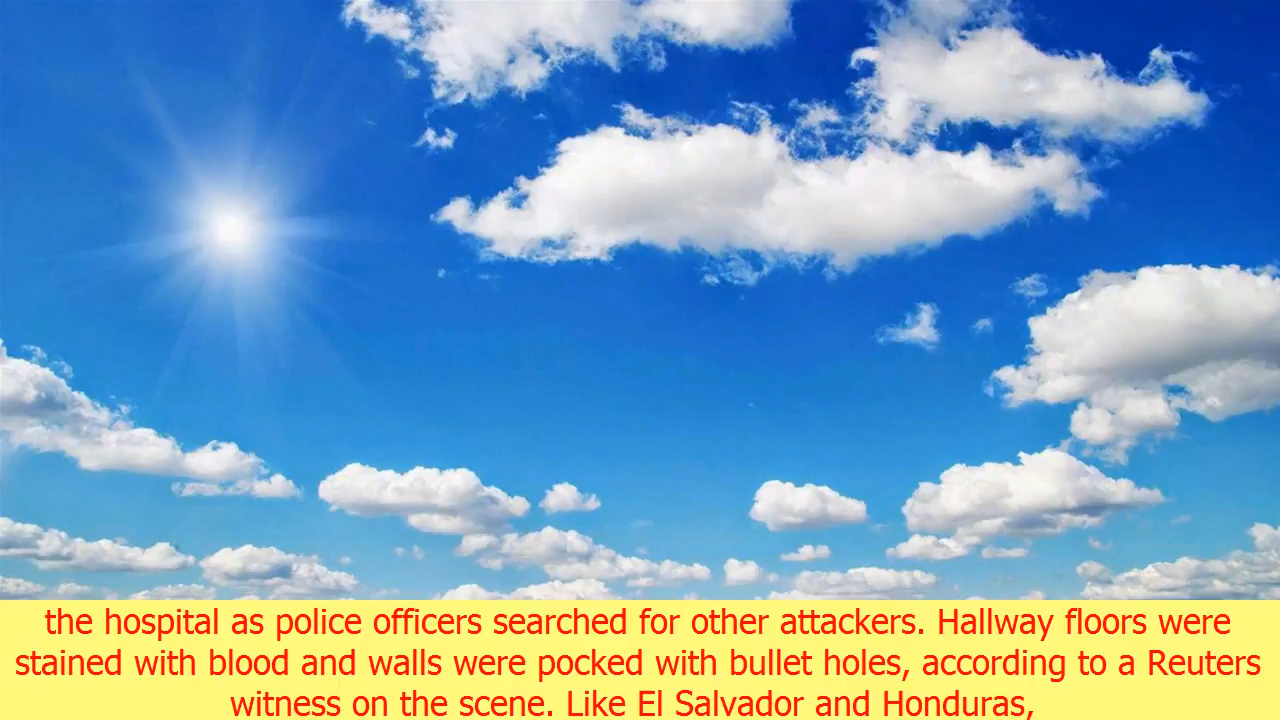 the hospital as police officers searched for other attackers. Hallway floors were
stained with blood and walls were pocked with bullet holes, according to a Reuters
witness on the scene. Like El Salvador and Honduras,